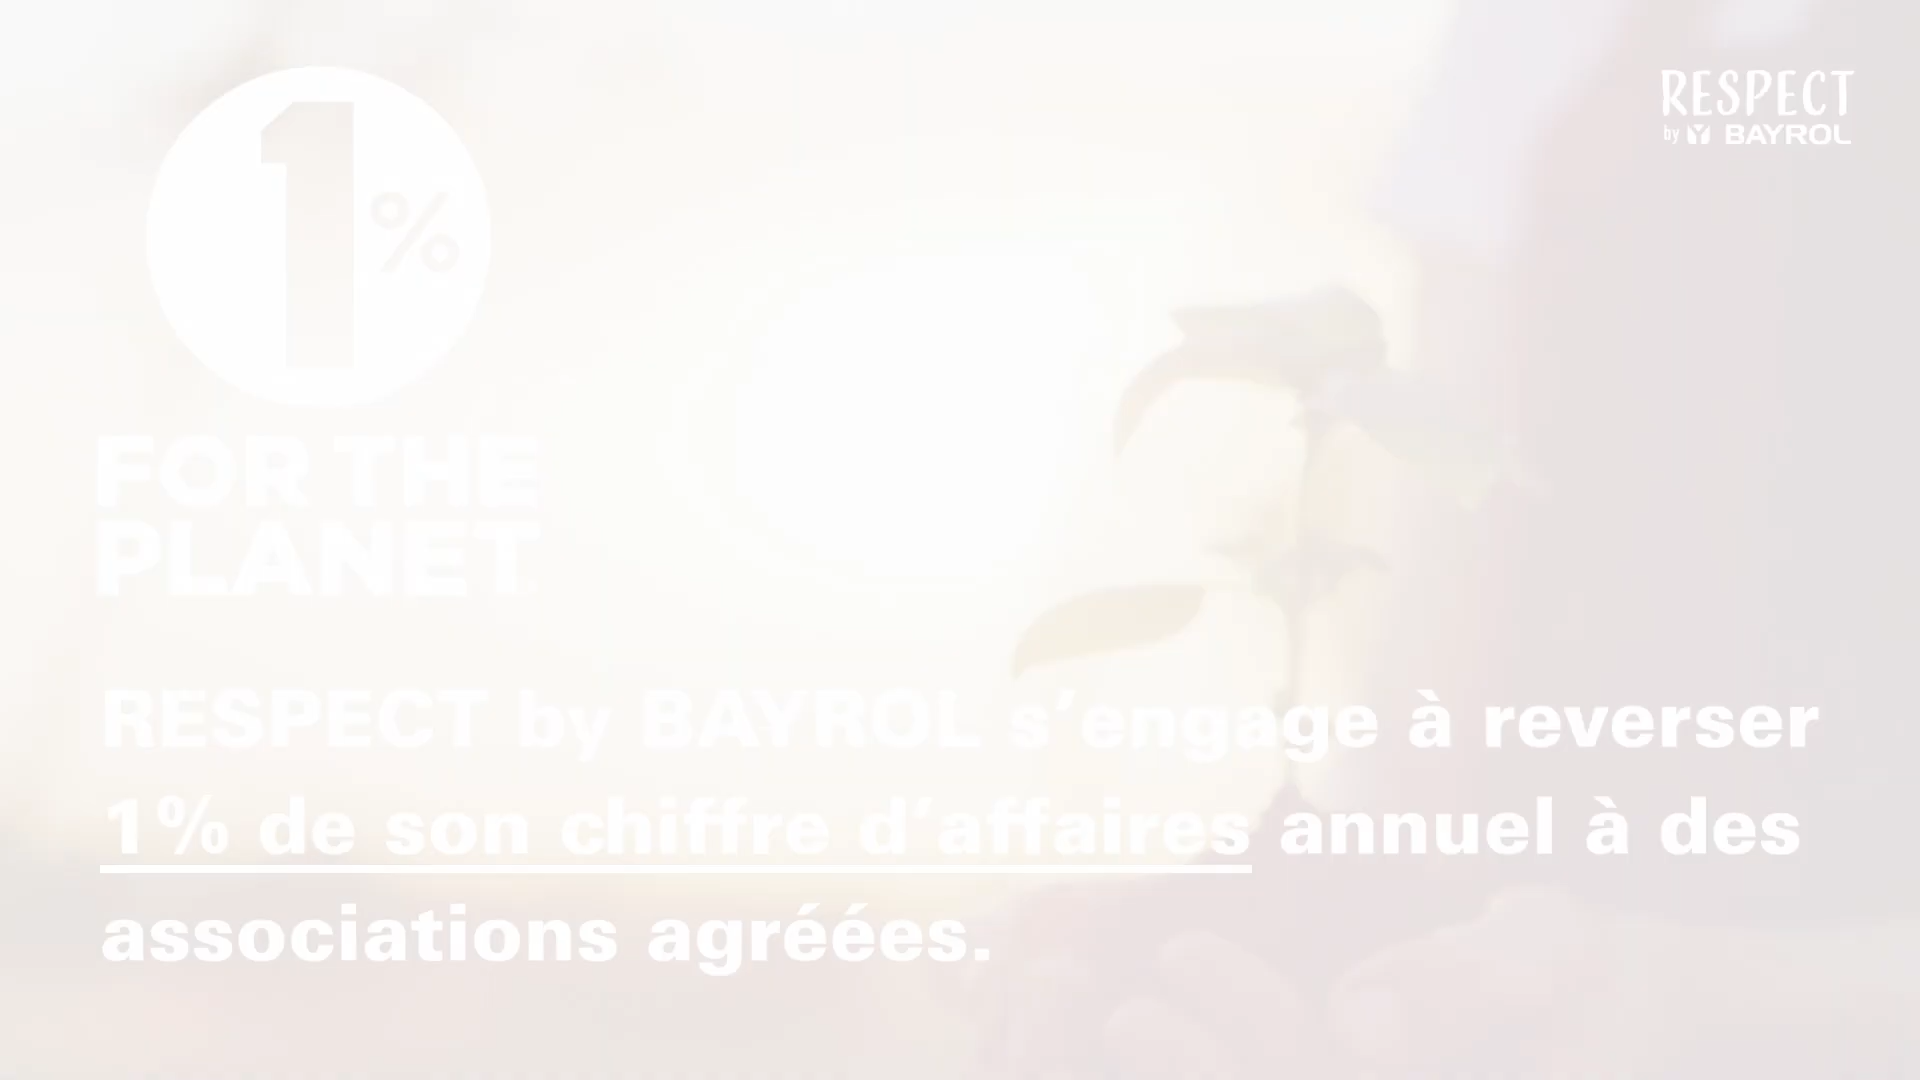 1%
FOR THE
PLANET
RESPECT
by BAYROL
RESPECT by BAYROL s’engage à reverser
1% de son chiffre d’affaires annuel à des
associations agréées.